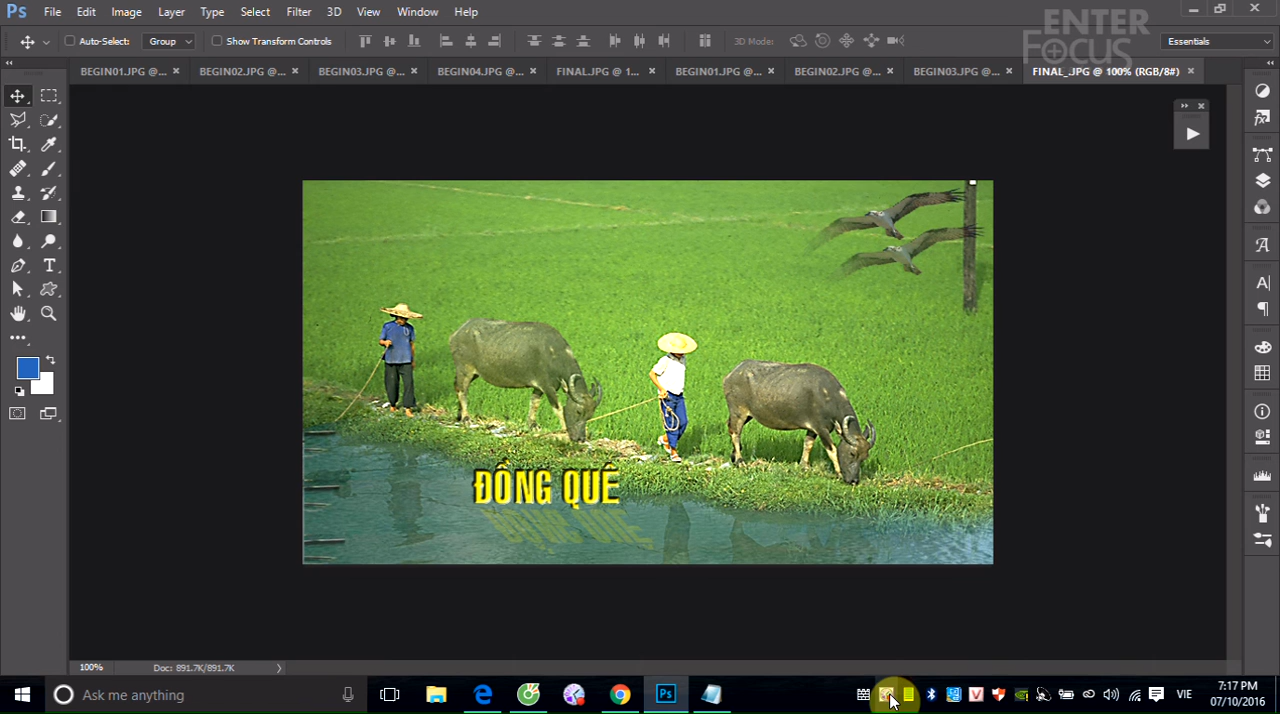 Ps File Edit Image Layer Type Select Filter 3D View Window Help
ENTER
FOCUS
Auto-Select: Group Show Transform Controls 3D Mode: Essentials
BEGIN01.JPG @... × BEGIN02.JPG @... × BEGIN03.JPG @... × BEGIN04.JPG @... × FINAL.JPG @ 1... × BEGIN01.JPG @... × BEGIN02.JPG @... × BEGIN03.JPG @... × FINAL_.JPG @ 100% (RGB/8#) ×
ĐỒNG QUÊ
100% Doc: 891.7K/891.7K
Ask me anything
Ps
VIE
7:17 PM
07/10/2016